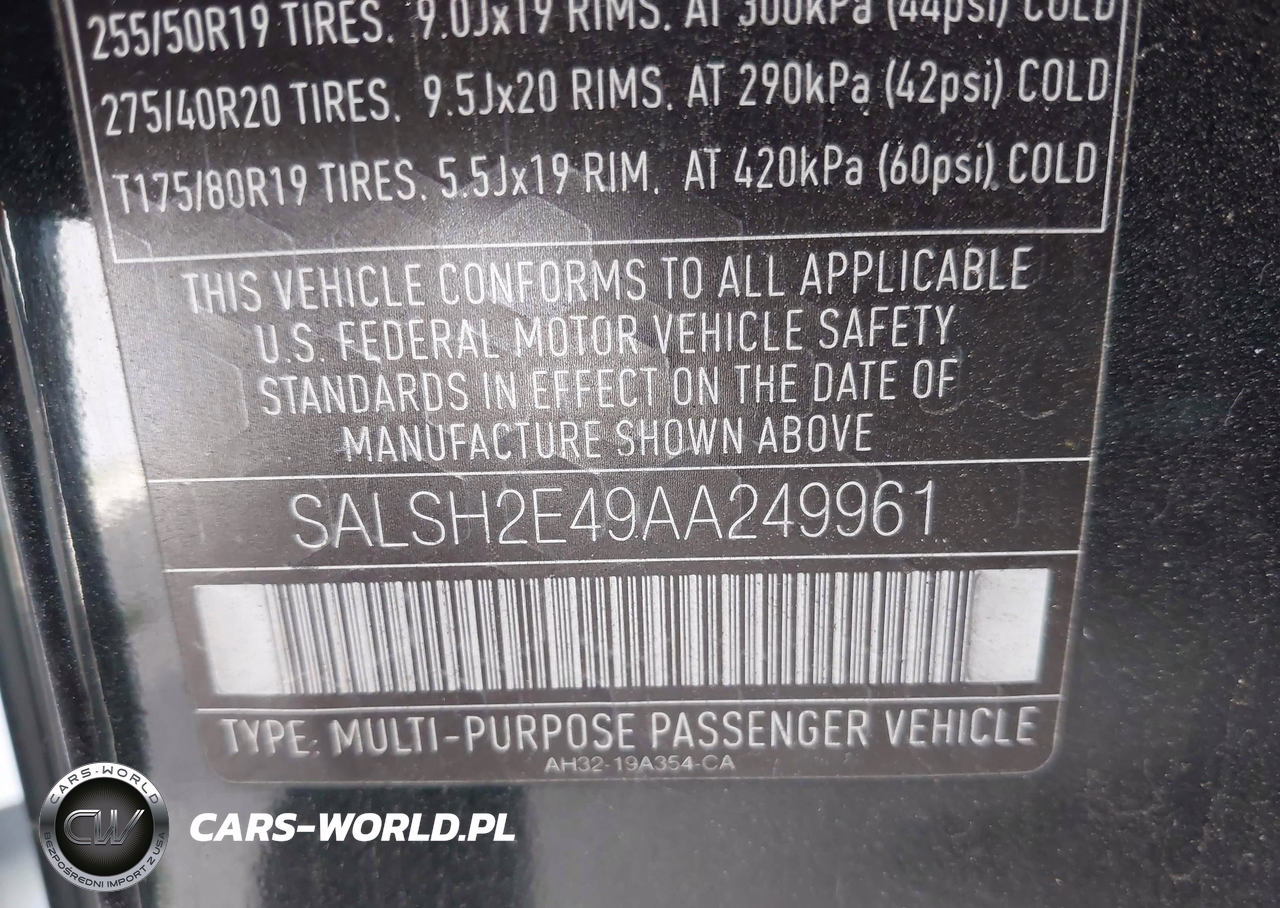 255/50R19 TIRES. 9.0Jx19 RIMS. AT 300kPa (44psi) COLD
275/40R20 TIRES. 9.5Jx20 RIMS. AT 290kPa (42psi) COLD
T175/80R19 TIRES. 5.5Jx19 RIM. AT 420kPa (60psi) COLD
THIS VEHICLE CONFORMS TO ALL APPLICABLE
U.S. FEDERAL MOTOR VEHICLE SAFETY
STANDARDS IN EFFECT ON THE DATE OF
MANUFACTURE SHOWN ABOVE
SALSH2E49AA249961
TYPE: MULTI-PURPOSE PASSENGER VEHICLE
AH32-19A354-CA
CARS-WORLD
CW
BEZPOŚREDNI IMPORT Z USA
CARS-WORLD.PL